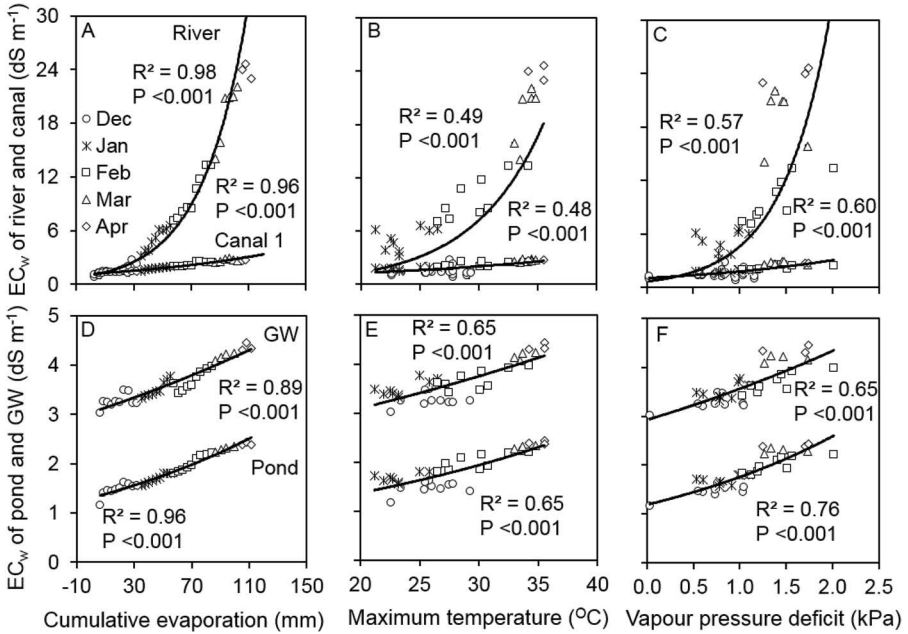 EC_w of river and canal (dS m⁻¹)
30
24
18
12
6
0
A
River
R² = 0.98
P <0.001
Dec
Jan
Feb
Mar
Apr
R² = 0.96
P <0.001
Canal 1
B
R² = 0.49
P <0.001
R² = 0.48
P <0.001
C
R² = 0.57
P <0.001
R² = 0.60
P <0.001
EC_w of pond and GW (dS m⁻¹)
5
4
3
2
1
0
D
GW
R² = 0.89
P <0.001
Pond
R² = 0.96
P <0.001
-10 30 70 110 150
Cumulative evaporation (mm)
E
R² = 0.65
P <0.001
R² = 0.65
P <0.001
20 25 30 35 40
Maximum temperature (⁰C)
F
R² = 0.65
P <0.001
R² = 0.76
P <0.001
0.0 0.5 1.0 1.5 2.0 2.5
Vapour pressure deficit (kPa)